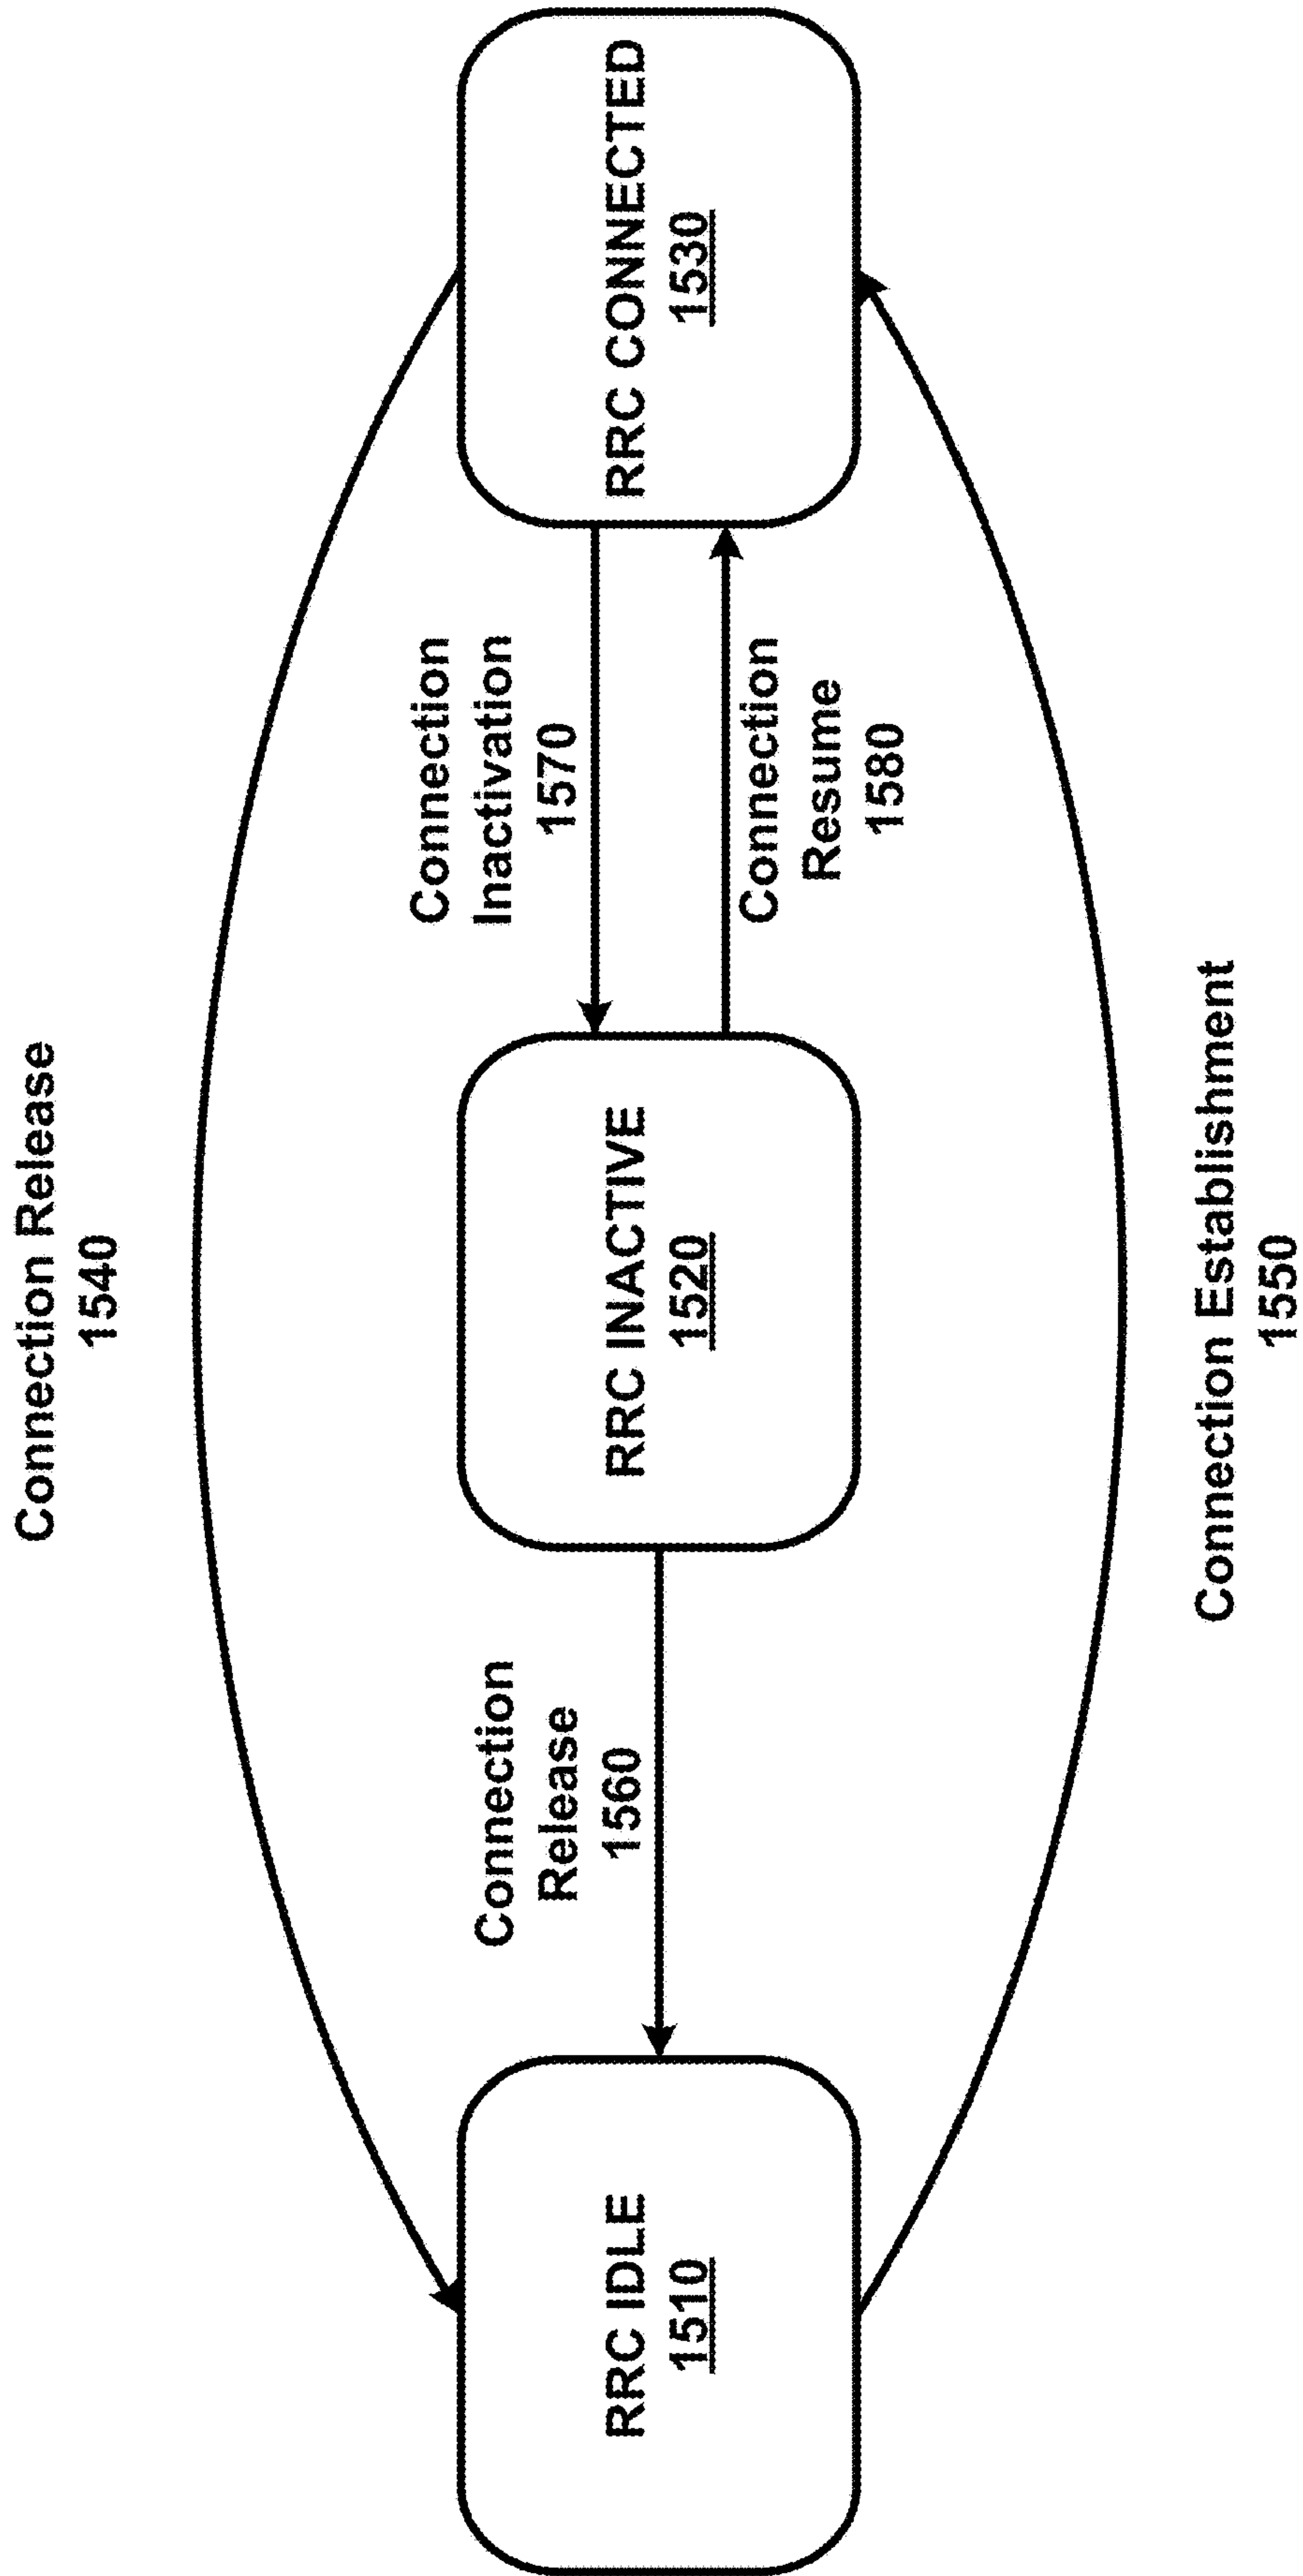 Connection Release
1540
RRC IDLE
1510
Connection
Release
1560
RRC INACTIVE
1520
Connection
Inactivation
1570
Connection
Resume
1580
RRC CONNECTED
1530
Connection Establishment
1550